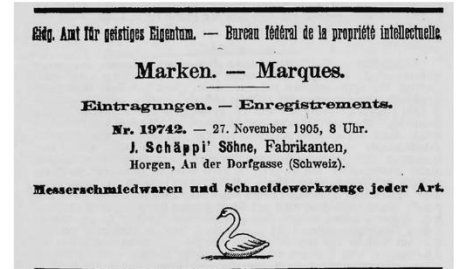 Eidg. Amt für geistiges Eigentum. — Bureau fédéral de la propriété intellectuelle.
Marken. — Marques.
Eintragungen. — Enregistrements.
Nr. 19742. — 27. November 1905, 8 Uhr.
J. Schäppi' Söhne, Fabrikanten,
Horgen, An der Dorfgasse (Schweiz).
Messerschmiedwaren und Schneidewerkzeuge jeder Art.